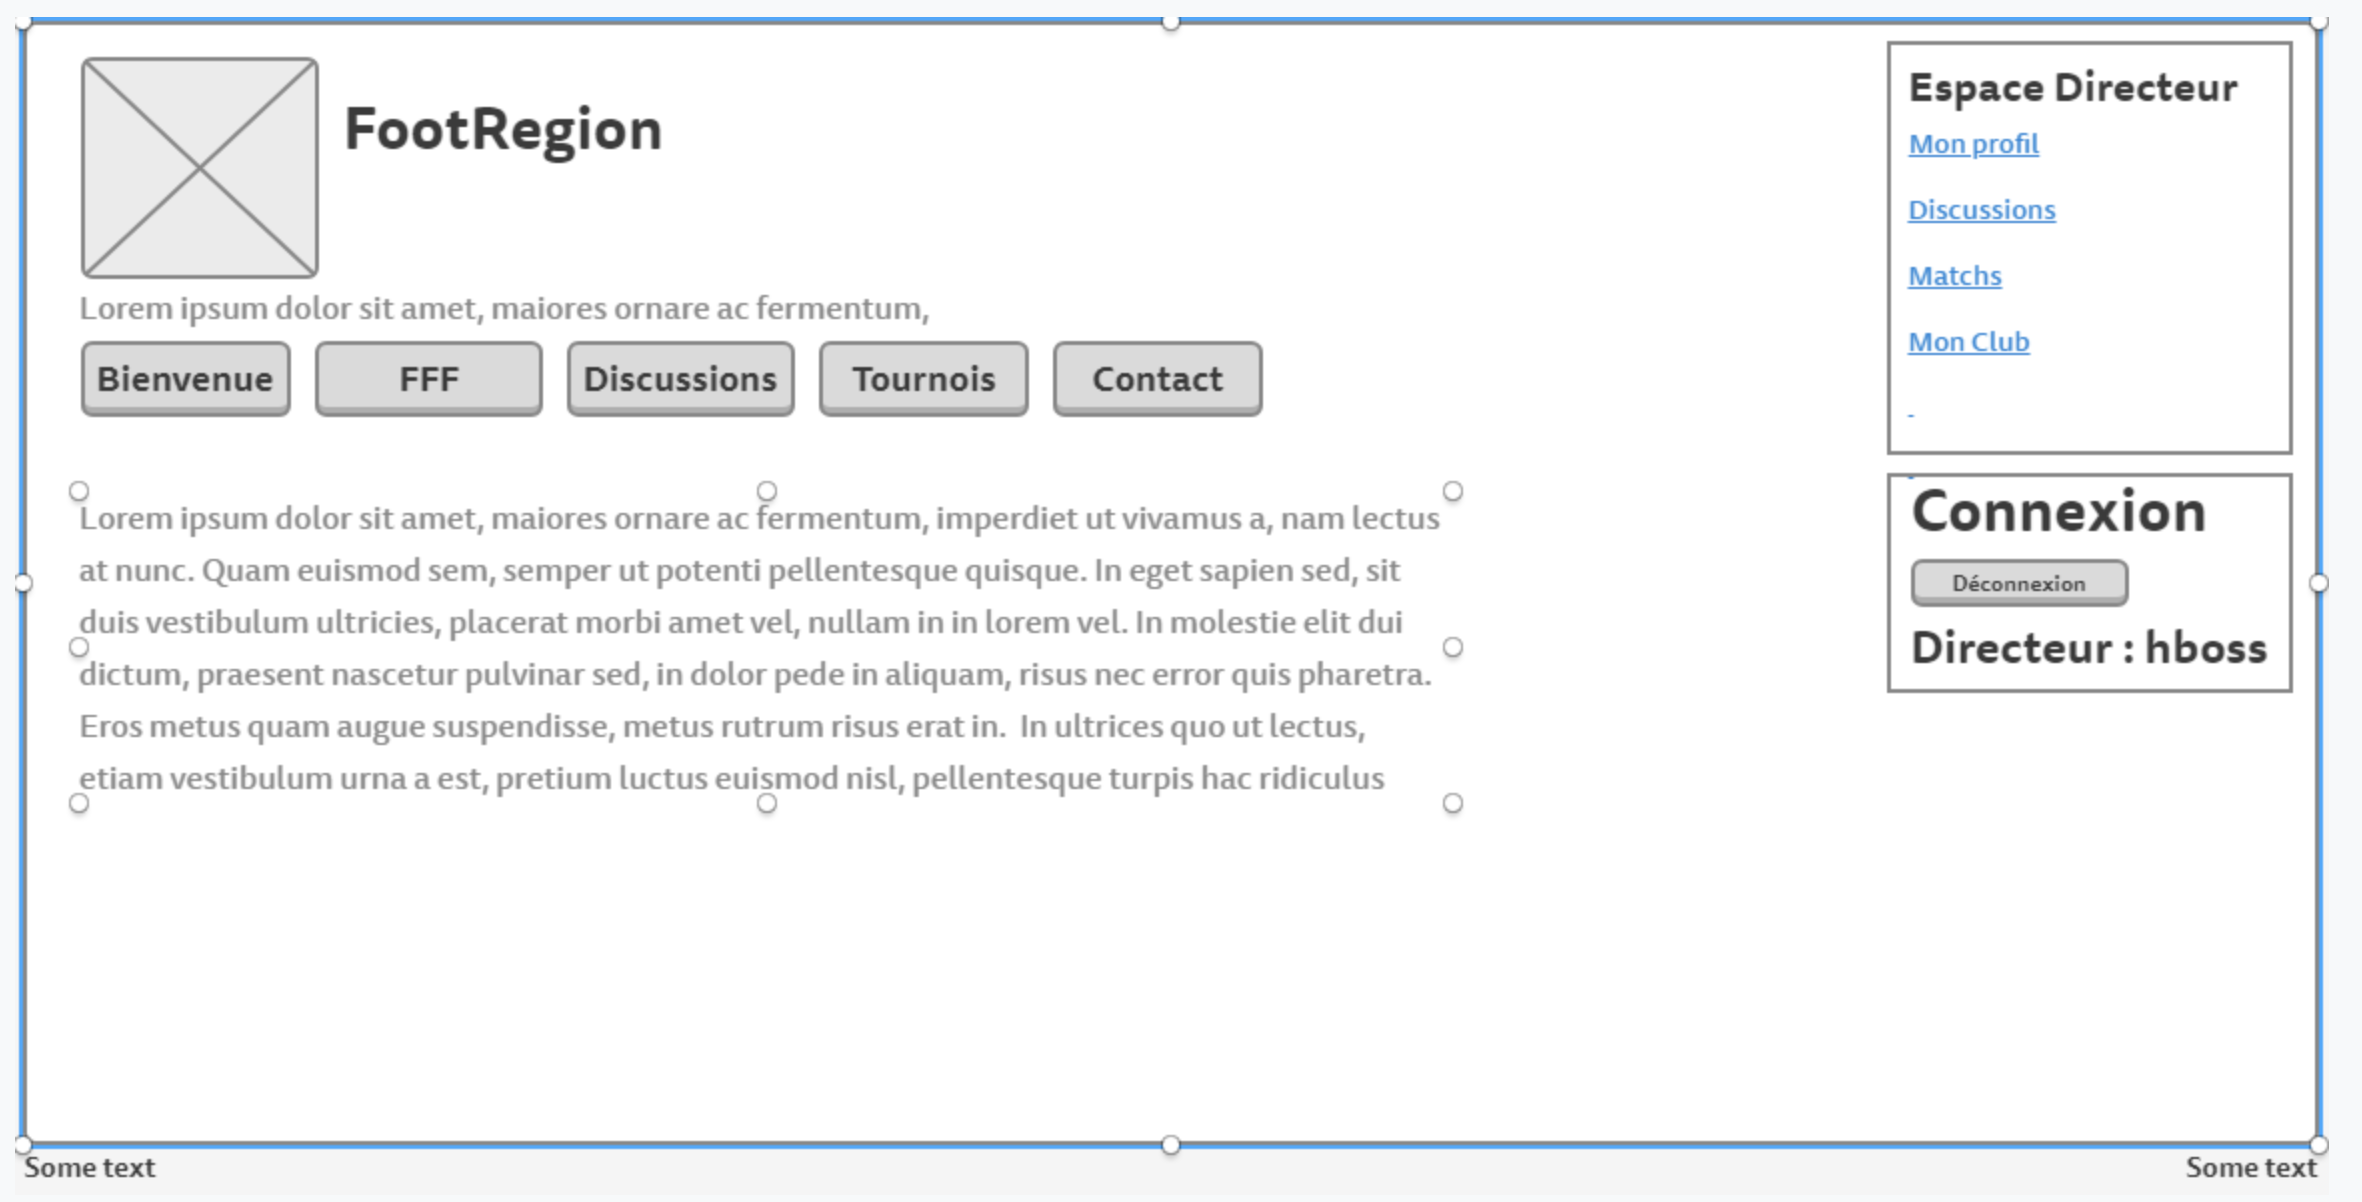 FootRegion
Lorem ipsum dolor sit amet, maiores ornare ac fermentum,
Bienvenue
FFF
Discussions
Tournois
Contact
Lorem ipsum dolor sit amet, maiores ornare ac fermentum, imperdiet ut vivamus a, nam lectus
at nunc. Quam euismod sem, semper ut potenti pellentesque quisque. In eget sapien sed, sit
duis vestibulum ultricies, placerat morbi amet vel, nullam in in lorem vel. In molestie elit dui
dictum, praesent nascetur pulvinar sed, in dolor pede in aliquam, risus nec error quis pharetra.
Eros metus quam augue suspendisse, metus rutrum risus erat in.  In ultrices quo ut lectus,
etiam vestibulum urna a est, pretium luctus euismod nisl, pellentesque turpis hac ridiculus
Espace Directeur
Mon profil
Discussions
Matchs
Mon Club
Connexion
Déconnexion
Directeur : hboss
Some text
Some text